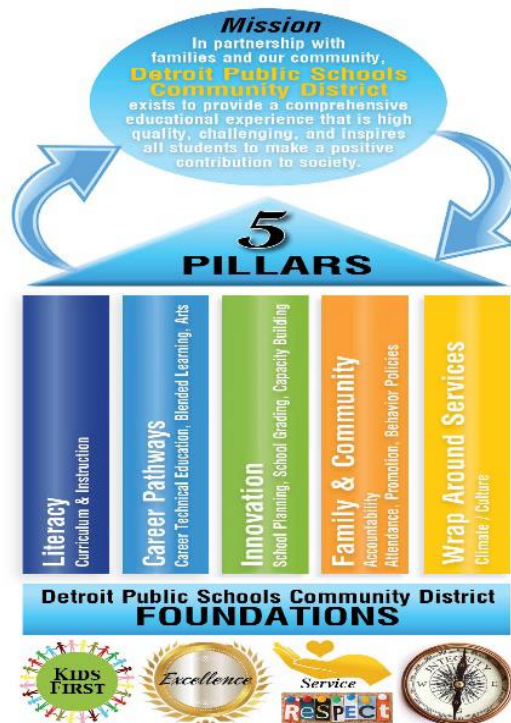 Mission
In partnership with
families and our community,
Detroit Public Schools
Community District
exists to provide a comprehensive
educational experience that is high
quality, challenging, and inspires
all students to make a positive
contribution to society.
5
PILLARS
Literacy
Curriculum & Instruction
Career Pathways
Career Technical Education, Blended Learning, Arts
Innovation
School Planning, School Grading, Capacity Building
Family & Community
Accountability
Attendance, Promotion, Behavior Policies
Wrap Around Services
Climate / Culture
Detroit Public Schools Community District
FOUNDATIONS
KIDS
FIRST
Excellence
Service
ReSPECt
INTEGRITY
W E